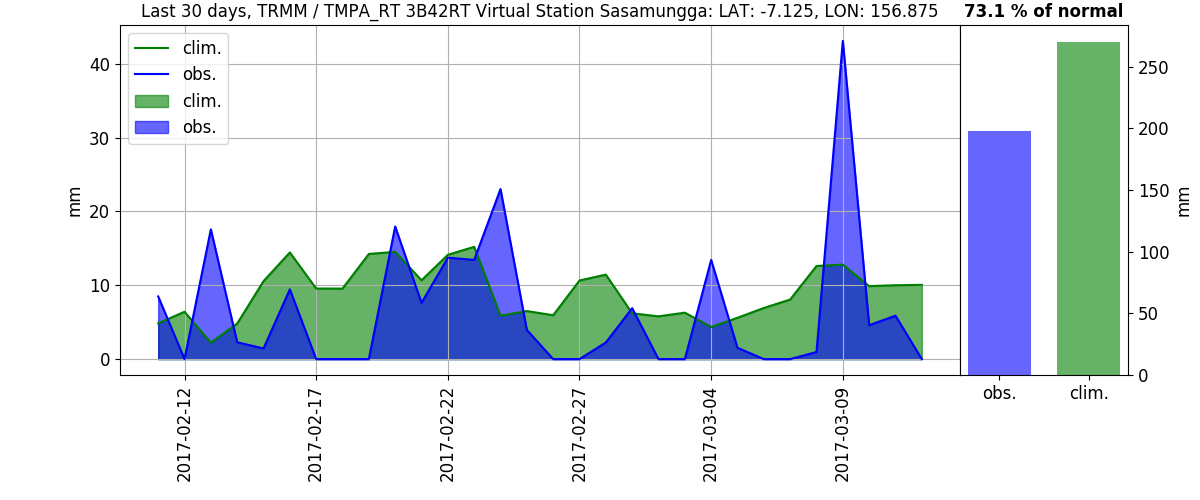 Last 30 days, TRMM / TMPA_RT 3B42RT Virtual Station Sasamungga: LAT: -7.125, LON: 156.875
73.1 % of normal
clim.
obs.
clim.
obs.
mm
40
30
20
10
0
2017-02-12
2017-02-17
2017-02-22
2017-02-27
2017-03-04
2017-03-09
250
200
150
100
50
0
mm
obs.
clim.